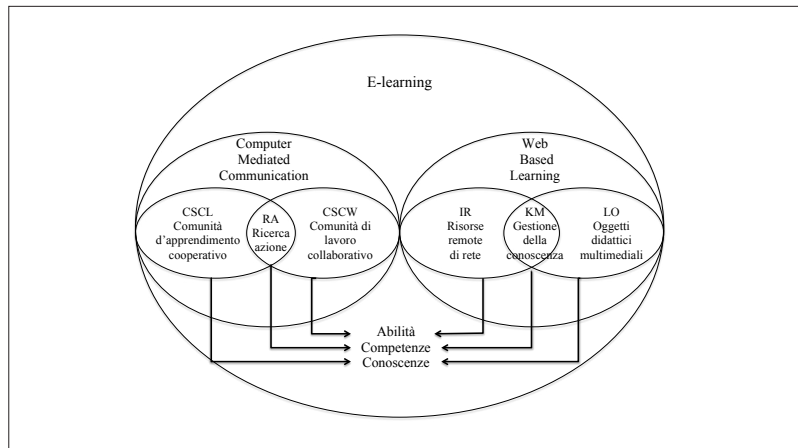 E-learning
Computer
Mediated
Communication
Web
Based
Learning
CSCL
Comunità
d'apprendimento
cooperativo
RA
Ricerca
azione
CSCW
Comunità di
lavoro
collaborativo
IR
Risorse
remote
di rete
KM
Gestione
della
conoscenza
LO
Oggetti
didattici
multimediali
Abilità
Competenze
Conoscenze